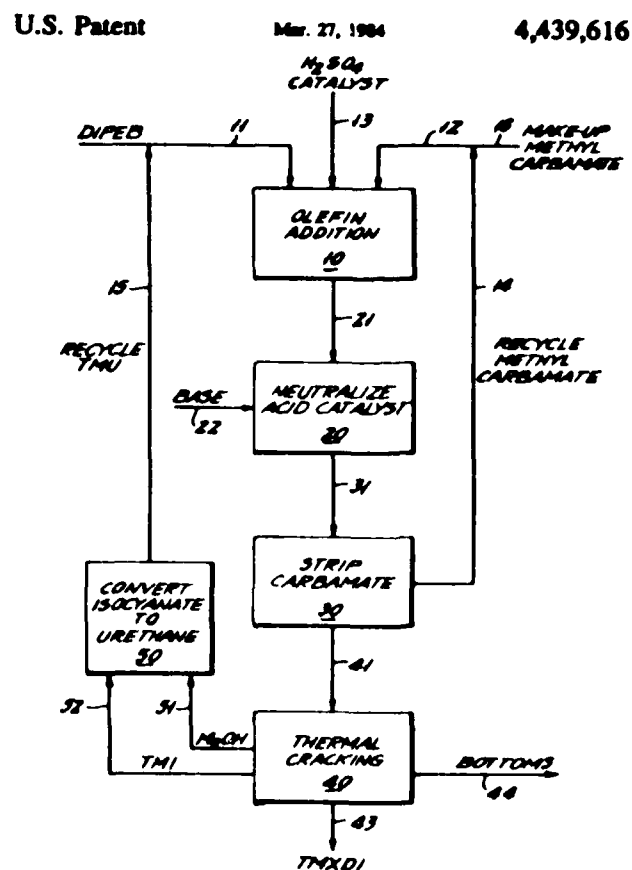 U.S. Patent Mar. 27, 1984 4,439,616
H2SO4
CATALYST
DIPEB
11
13
12
16
MAKE-UP
METHYL
CARBAMATE
OLEFIN
ADDITION
10
15
21
14
RECYCLE
TMU
RECYCLE
METHYL
CARBAMATE
BASE
22
NEUTRALIZE
ACID CATALYST
20
31
STRIP
CARBAMATE
30
CONVERT
ISOCYANATE
TO
URETHANE
50
41
52
51
MeOH
TMI
THERMAL
CRACKING
40
BOTTOMS
44
43
TMXDI